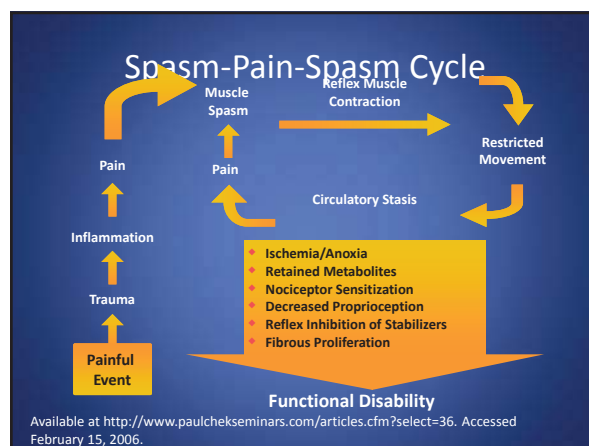 Spasm-Pain-Spasm Cycle
Muscle
Spasm
Reflex Muscle
Contraction
Restricted
Movement
Pain
Pain
Circulatory Stasis
Inflammation
Trauma
Painful
Event
Ischemia/Anoxia
Retained Metabolites
Nociceptor Sensitization
Decreased Proprioception
Reflex Inhibition of Stabilizers
Fibrous Proliferation
Functional Disability
Available at http://www.paulchekseminars.com/articles.cfm?select=36. Accessed
February 15, 2006.